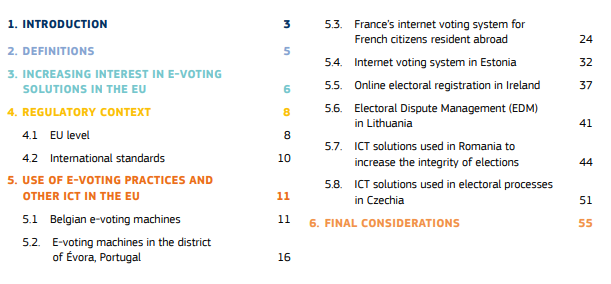 1. INTRODUCTION 3
2. DEFINITIONS 5
3. INCREASING INTEREST IN E-VOTING
SOLUTIONS IN THE EU 6
4. REGULATORY CONTEXT 8
4.1 EU level 8
4.2 International standards 10
5. USE OF E-VOTING PRACTICES AND
OTHER ICT IN THE EU 11
5.1 Belgian e-voting machines 11
5.2. E-voting machines in the district
of Évora, Portugal 16
5.3. France's internet voting system for
French citizens resident abroad 24
5.4. Internet voting system in Estonia 32
5.5. Online electoral registration in Ireland 37
5.6. Electoral Dispute Management (EDM)
in Lithuania 41
5.7. ICT solutions used in Romania to
increase the integrity of elections 44
5.8. ICT solutions used in electoral processes
in Czechia 51
6. FINAL CONSIDERATIONS 55